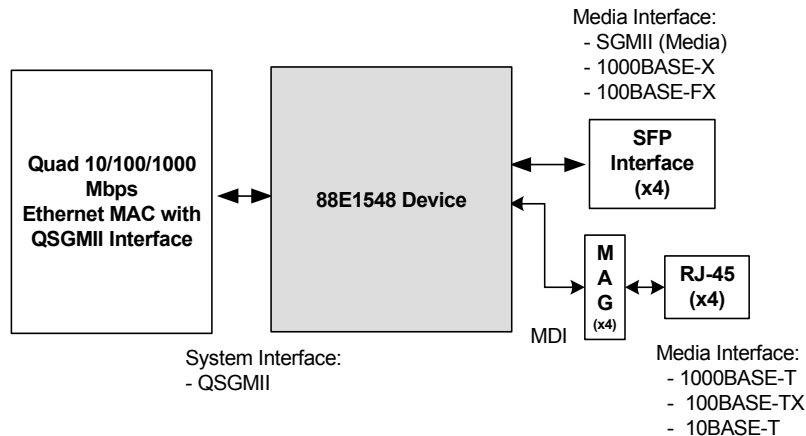 Media Interface:
- SGMII (Media)
- 1000BASE-X
- 100BASE-FX
Quad 10/100/1000
Mbps
Ethernet MAC with
QSGMII Interface
88E1548 Device
SFP
Interface
(x4)
M
A
G
(x4)
RJ-45
(x4)
MDI
System Interface:
- QSGMII
Media Interface:
- 1000BASE-T
- 100BASE-TX
- 10BASE-T